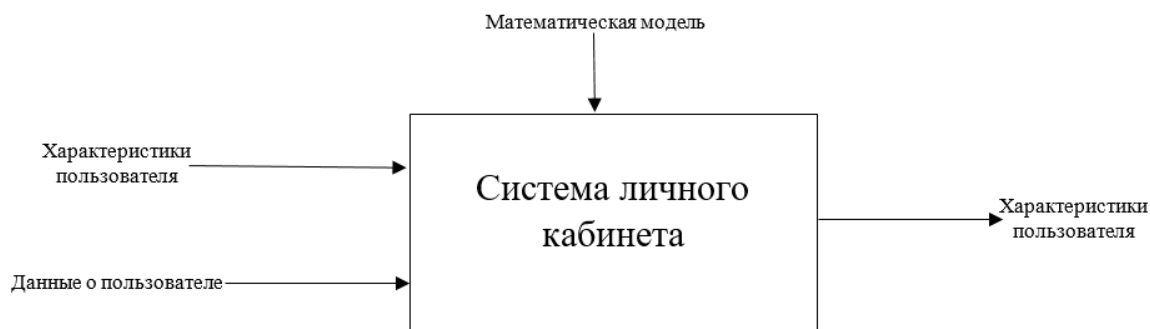 Математическая модель
Характеристики
пользователя
Система личного
кабинета
Характеристики
пользователя
Данные о пользователе